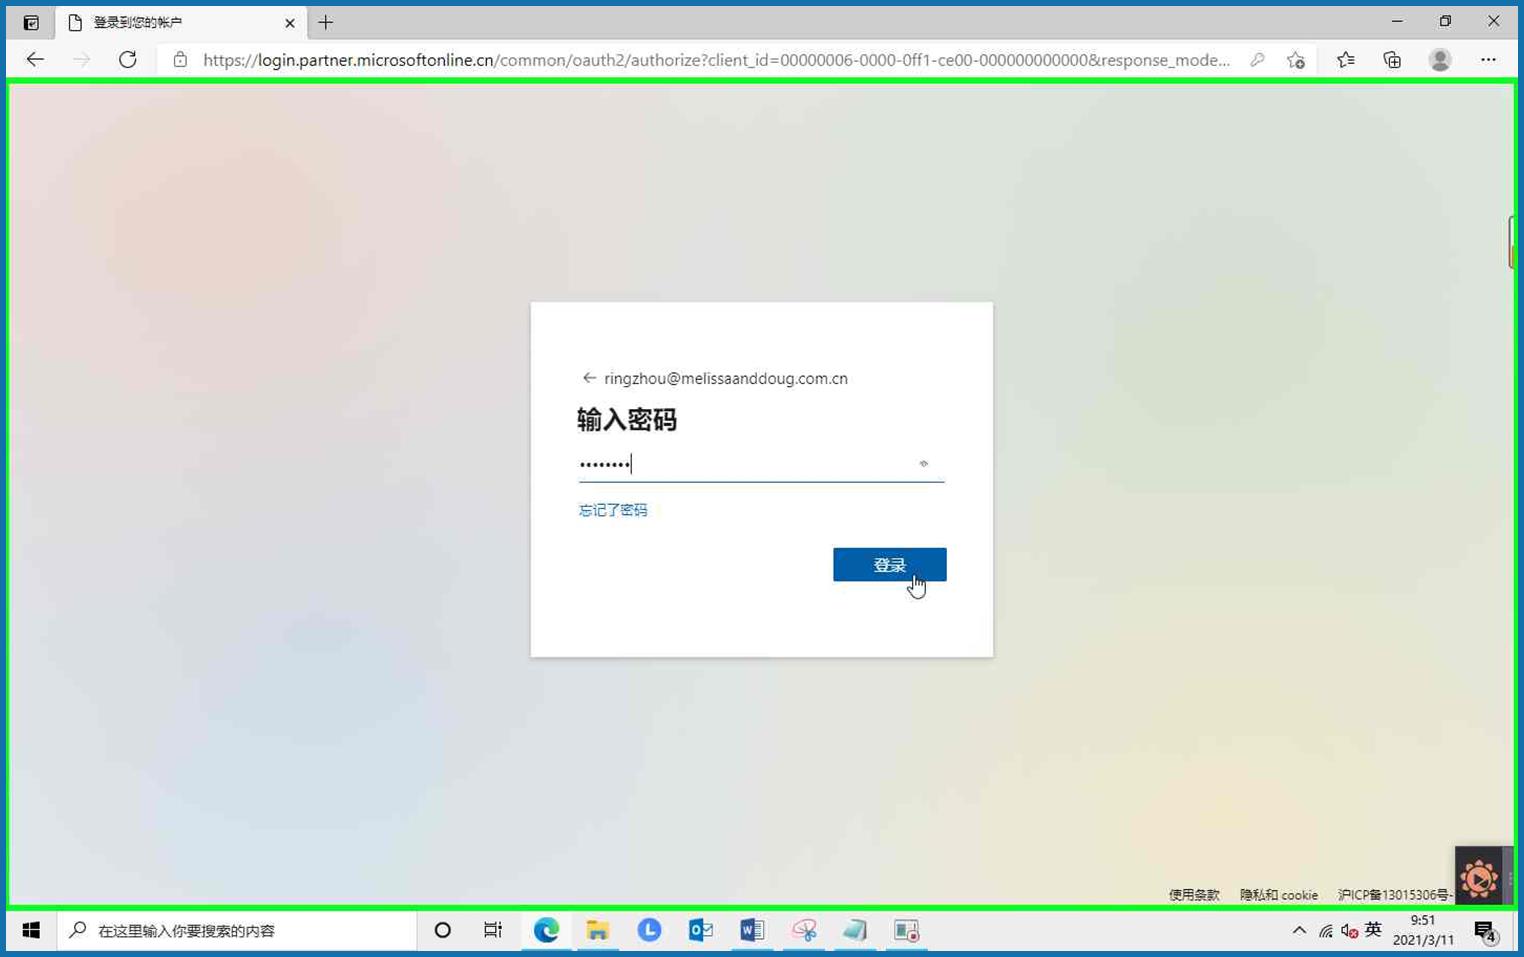 登录到您的帐户
https://login.partner.microsoftonline.cn/common/oauth2/authorize?client_id=00000006-0000-0ff1-ce00-000000000000&response_mode...
ringzhou@melissaanddoug.com.cn
输入密码
••••••••
忘记了密码
登录
使用条款 隐私和 cookie 沪ICP备13015306号-
在这里输入你要搜索的内容
英
9:51
2021/3/11
4